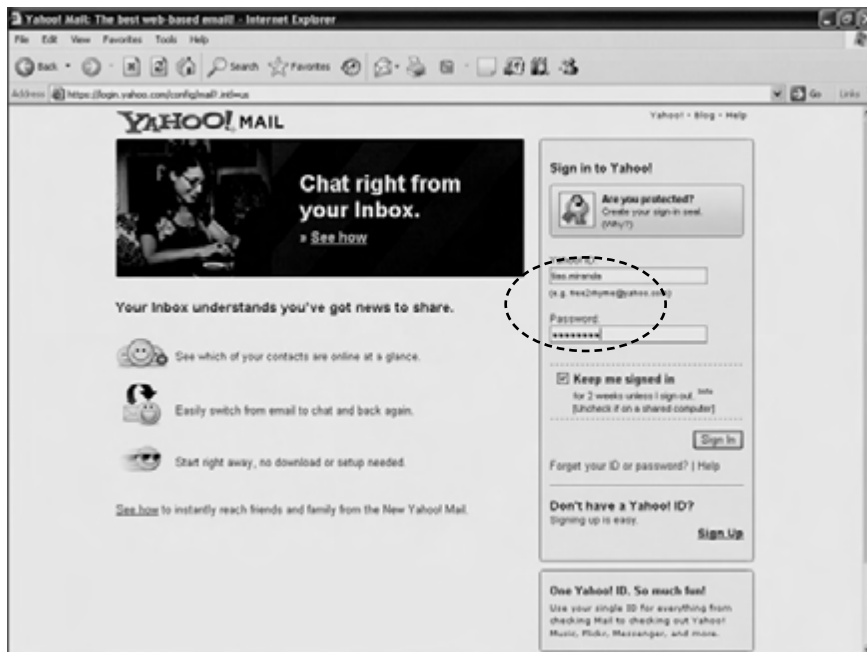 Yahoo! Mail: The best web-based email! - Internet Explorer
File Edit View Favorites Tools Help
Back Search Favorites
Address https://login.yahoo.com/config/mail?.intl=us Go Links
YAHOO! MAIL
Yahoo! - Blog - Help
Chat right from
your Inbox.
» See how
Your Inbox understands you've got news to share.
See which of your contacts are online at a glance.
Easily switch from email to chat and back again.
Start right away, no download or setup needed.
See how to instantly reach friends and family from the New Yahoo! Mail.
Sign in to Yahoo!
Are you protected?
Create your sign-in seal.
(Why?)
Yahoo! ID:
(e.g. free2rhyme@yahoo.com)
Password:
Keep me signed in
for 2 weeks unless I sign out. Info
[Uncheck if on a shared computer]
Sign In
Forget your ID or password? | Help
Don't have a Yahoo! ID?
Signing up is easy.
Sign Up
One Yahoo! ID. So much fun!
Use your single ID for everything from
checking Mail to checking out Yahoo!
Music, Flickr, Messenger, and more.